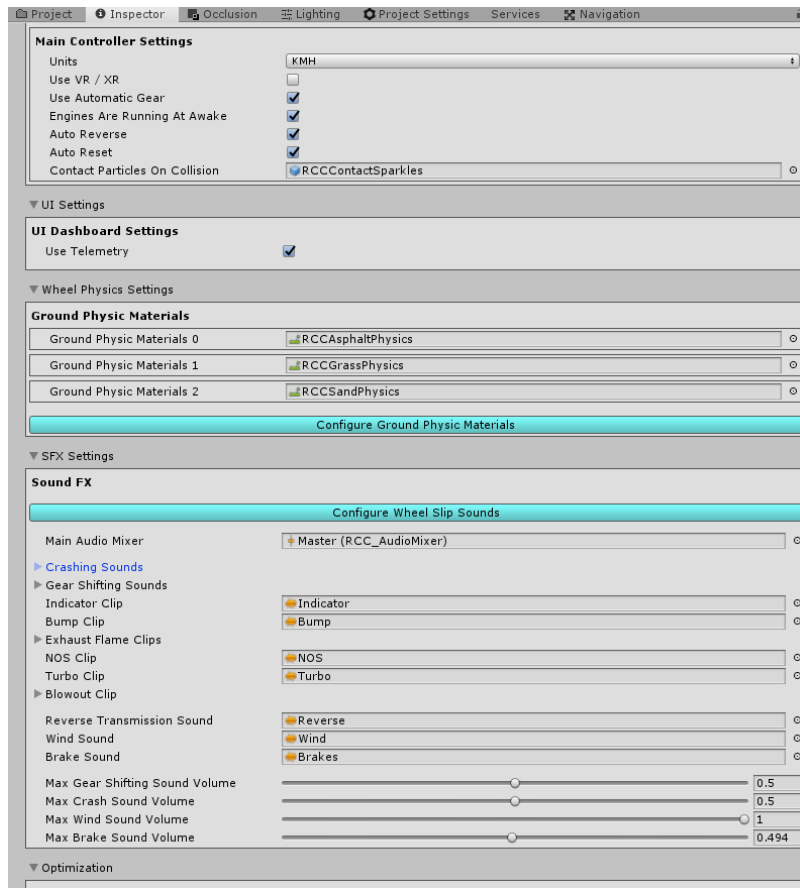 Project Inspector Occlusion Lighting Project Settings Services Navigation
Main Controller Settings
Units KMH
Use VR / XR
Use Automatic Gear
Engines Are Running At Awake
Auto Reverse
Auto Reset
Contact Particles On Collision RCCContactSparkles
UI Settings
UI Dashboard Settings
Use Telemetry
Wheel Physics Settings
Ground Physic Materials
Ground Physic Materials 0 RCCAsphaltPhysics
Ground Physic Materials 1 RCCGrassPhysics
Ground Physic Materials 2 RCCSandPhysics
Configure Ground Physic Materials
SFX Settings
Sound FX
Configure Wheel Slip Sounds
Main Audio Mixer Master (RCC_AudioMixer)
Crashing Sounds
Gear Shifting Sounds
Indicator Clip Indicator
Bump Clip Bump
Exhaust Flame Clips
NOS Clip NOS
Turbo Clip Turbo
Blowout Clip
Reverse Transmission Sound Reverse
Wind Sound Wind
Brake Sound Brakes
Max Gear Shifting Sound Volume 0.5
Max Crash Sound Volume 0.5
Max Wind Sound Volume 1
Max Brake Sound Volume 0.494
Optimization